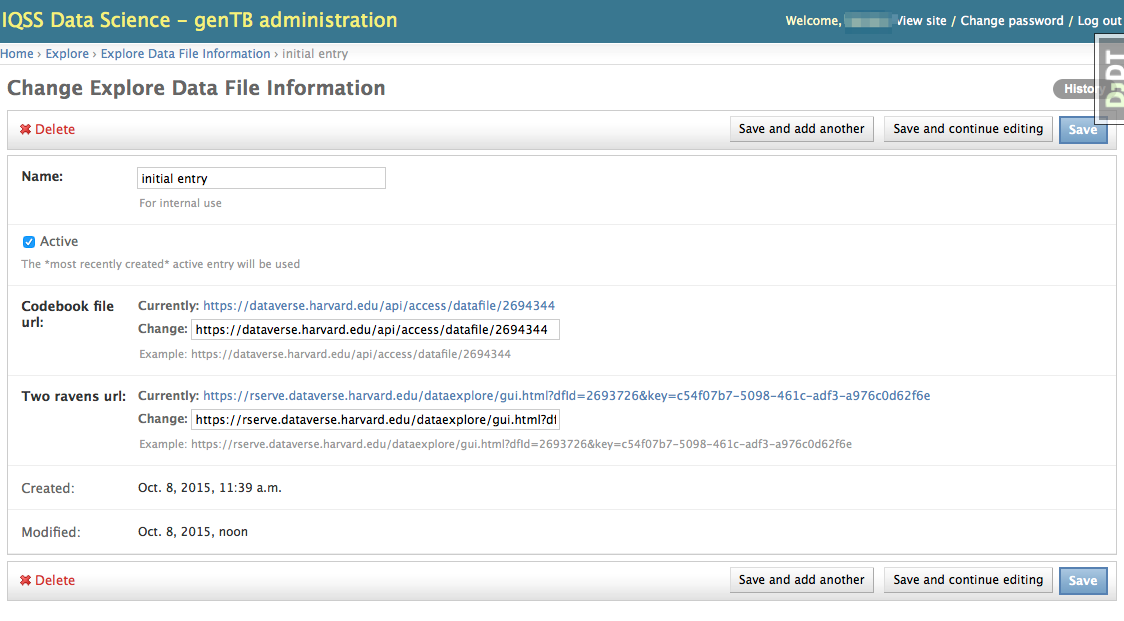 IQSS Data Science - genTB administration
Welcome, View site / Change password / Log out
Home › Explore › Explore Data File Information › initial entry
Change Explore Data File Information
History
DjDT
Delete Save and add another Save and continue editing Save
Name: initial entry
For internal use
Active
The *most recently created* active entry will be used
Codebook file url: Currently: https://dataverse.harvard.edu/api/access/datafile/2694344
Change: https://dataverse.harvard.edu/api/access/datafile/2694344
Example: https://dataverse.harvard.edu/api/access/datafile/2694344
Two ravens url: Currently: https://rserve.dataverse.harvard.edu/dataexplore/gui.html?dfId=2693726&key=c54f07b7-5098-461c-adf3-a976c0d62f6e
Change: https://rserve.dataverse.harvard.edu/dataexplore/gui.html?df
Example: https://rserve.dataverse.harvard.edu/dataexplore/gui.html?dfId=2693726&key=c54f07b7-5098-461c-adf3-a976c0d62f6e
Created: Oct. 8, 2015, 11:39 a.m.
Modified: Oct. 8, 2015, noon
Delete Save and add another Save and continue editing Save